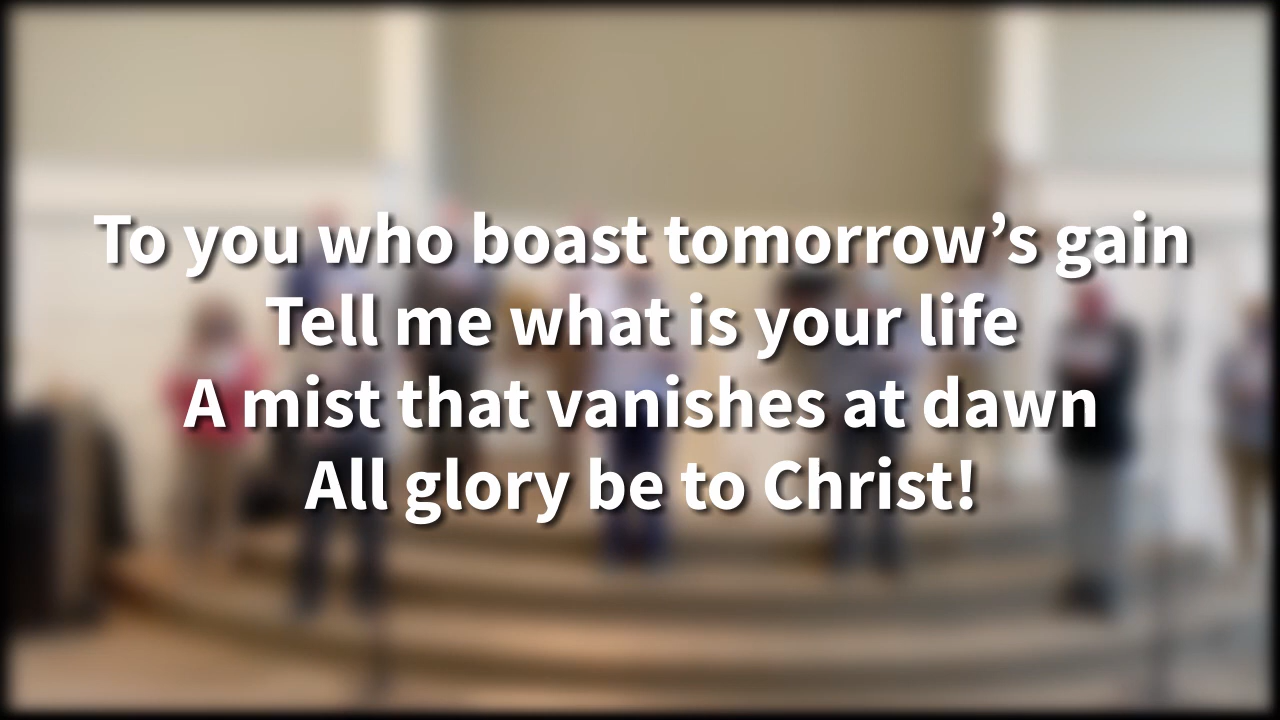 To you who boast tomorrow’s gain
Tell me what is your life
A mist that vanishes at dawn
All glory be to Christ!